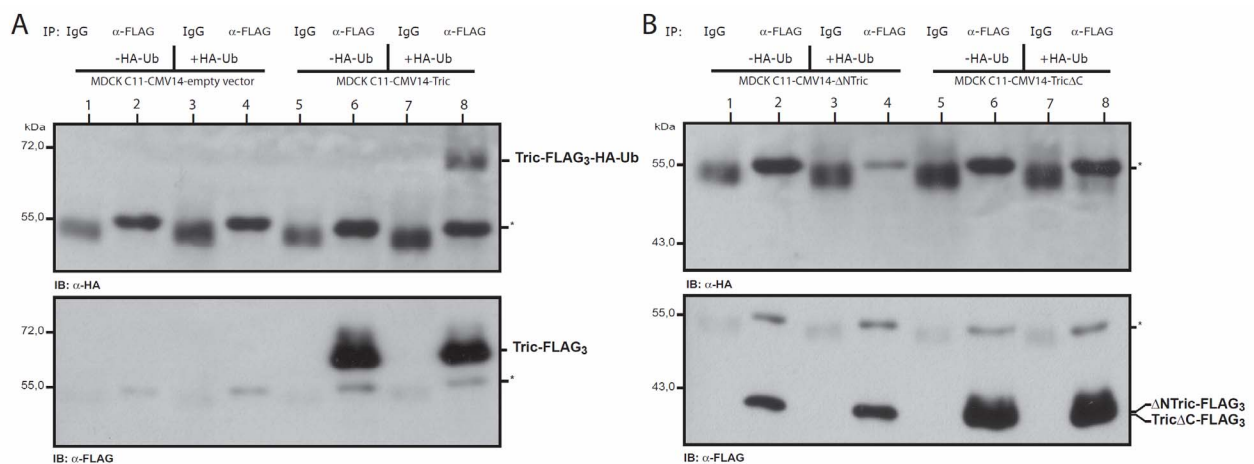 A
IP: IgG α-FLAG IgG α-FLAG IgG α-FLAG IgG α-FLAG
-HA-Ub +HA-Ub -HA-Ub +HA-Ub
MDCK C11-CMV14-empty vector MDCK C11-CMV14-Tric
1 2 3 4 5 6 7 8
kDa
72,0
Tric-FLAG3-HA-Ub
55,0
*
IB: α-HA
72,0
Tric-FLAG3
55,0
*
IB: α-FLAG
B
IP: IgG α-FLAG IgG α-FLAG IgG α-FLAG IgG α-FLAG
-HA-Ub +HA-Ub -HA-Ub +HA-Ub
MDCK C11-CMV14-ΔNTric MDCK C11-CMV14-TricΔC
1 2 3 4 5 6 7 8
kDa
55,0
*
43,0
IB: α-HA
55,0
*
43,0
ΔNTric-FLAG3
TricΔC-FLAG3
IB: α-FLAG